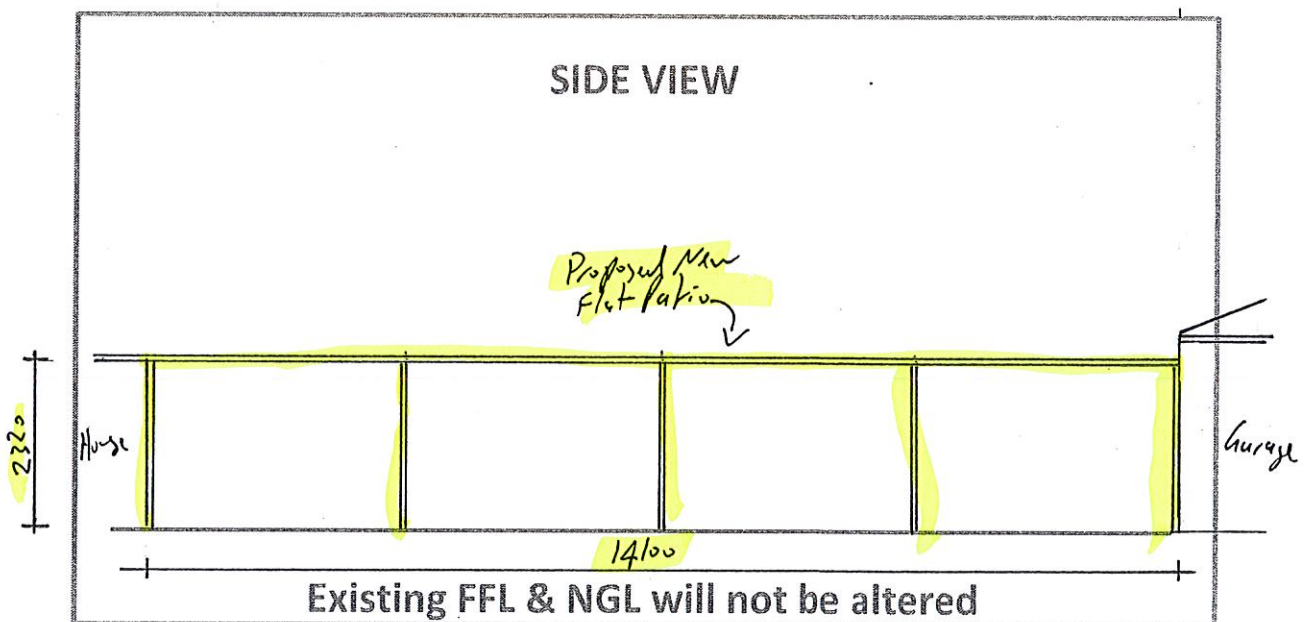 SIDE VIEW
Proposed New
Flat Patio
2320
House
Garage
14100
Existing FFL & NGL will not be altered